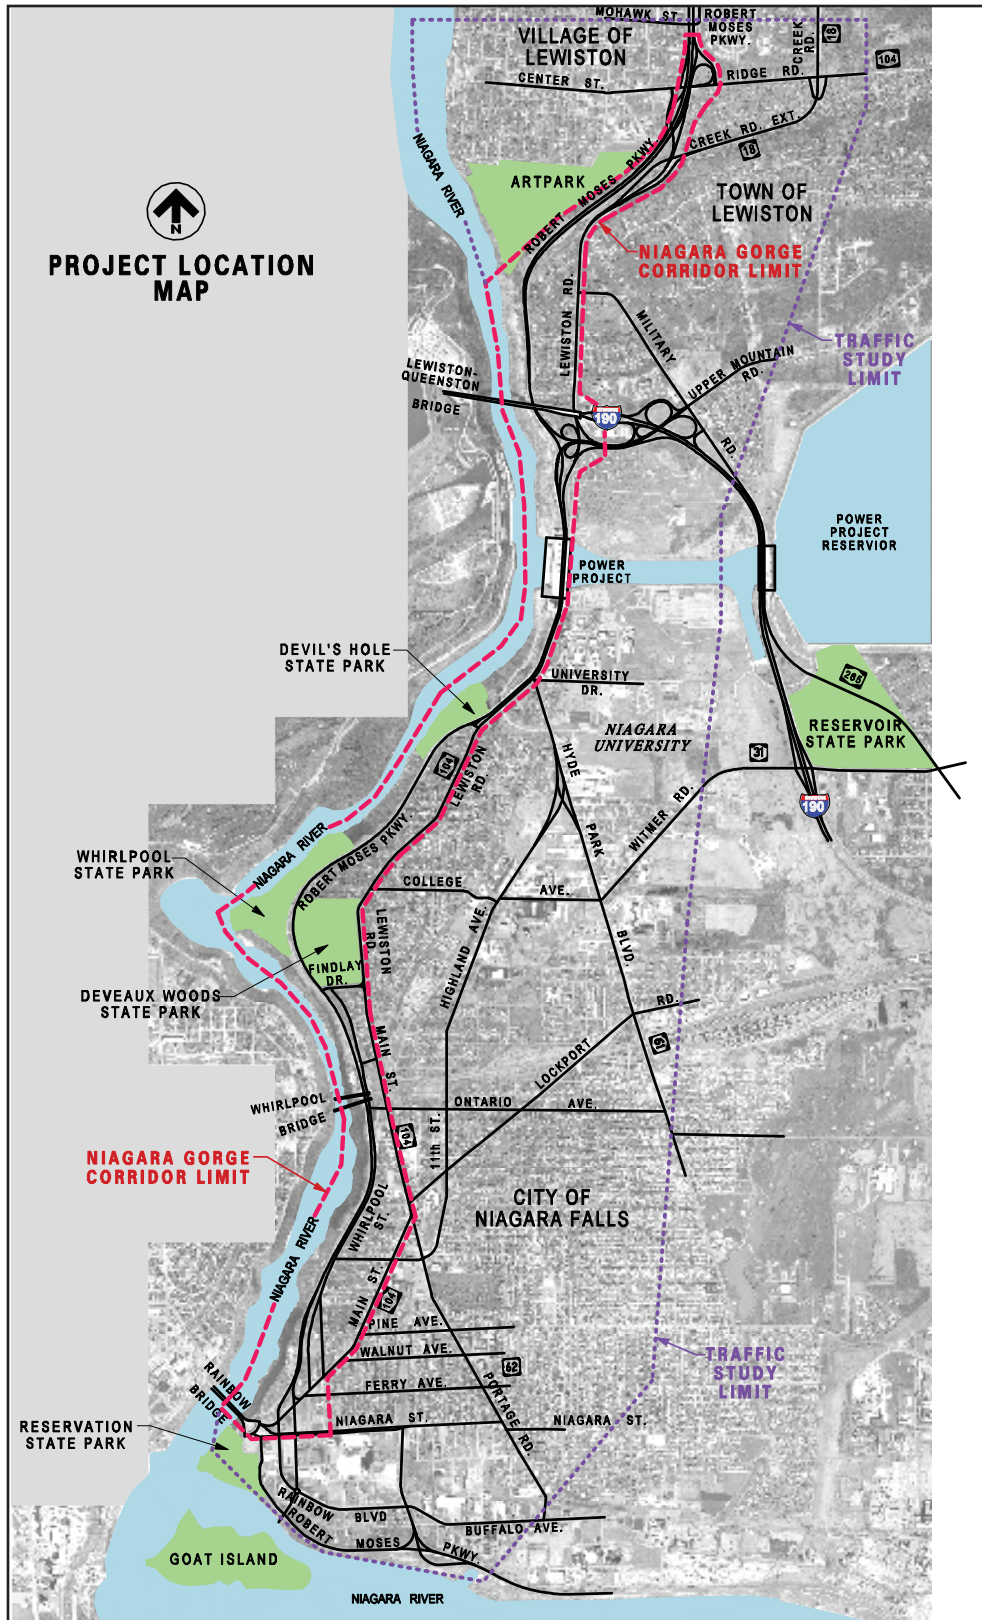 MOHAWK ST.
ROBERT
MOSES
PKWY.
VILLAGE OF
LEWISTON
CREEK
RD.
18
104
CENTER ST.
RIDGE RD.
CREEK RD. EXT.
18
NIAGARA RIVER
ARTPARK
ROBERT MOSES PKWY
TOWN OF
LEWISTON
N
PROJECT LOCATION
MAP
NIAGARA GORGE
CORRIDOR LIMIT
LEWISTON RD.
MILITARY
RD.
UPPER MOUNTAIN
RD.
TRAFFIC
STUDY
LIMIT
LEWISTON-
QUEENSTON
BRIDGE
190
POWER
PROJECT
RESERVIOR
POWER
PROJECT
DEVIL'S HOLE
STATE PARK
UNIVERSITY
DR.
265
RESERVOIR
STATE PARK
NIAGARA
UNIVERSITY
31
104
LEWISTON
RD.
HYDE
PARK
BLVD.
WITMER RD.
190
NIAGARA RIVER
ROBERT MOSES PKWY.
WHIRLPOOL
STATE PARK
COLLEGE
AVE.
LEWISTON
RD.
HIGHLAND AVE.
FINDLAY
DR.
DEVEAUX WOODS
STATE PARK
RD.
MAIN ST.
LOCKPORT
61
WHIRLPOOL
BRIDGE
ONTARIO AVE.
104
11th ST.
NIAGARA GORGE
CORRIDOR LIMIT
CITY OF
NIAGARA FALLS
WHIRLPOOL
ST.
NIAGARA RIVER
MAIN ST.
104
PINE AVE.
WALNUT AVE.
62
TRAFFIC
STUDY
LIMIT
RAINBOW
BRIDGE
FERRY AVE.
PORTAGE
RD.
NIAGARA ST.
NIAGARA ST.
RESERVATION
STATE PARK
RAINBOW
BLVD
BUFFALO AVE.
ROBERT
MOSES
PKWY.
GOAT ISLAND
NIAGARA RIVER